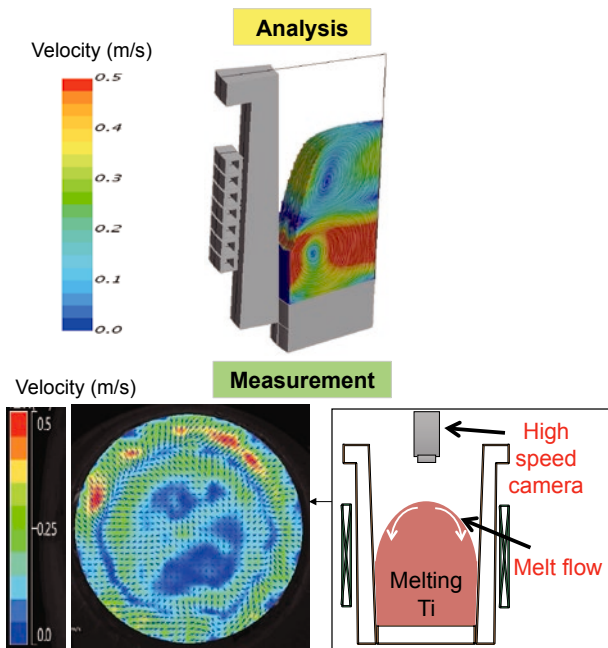 Analysis
Velocity (m/s)
0.5
0.4
0.3
0.2
0.1
0.0
Measurement
Velocity (m/s)
0.5
0.25
0.0
High
speed
camera
Melt flow
Melting
Ti